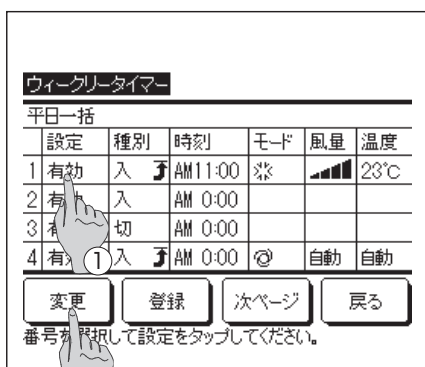 ウィークリータイマー
平日一括
設定 種別 時刻 モード 風量 温度
1 有効 入 AM11:00 23℃
2 有効 入 AM 0:00
3 切 AM 0:00
4 有効 入 AM 0:00 自動 自動
①
変更 登録 次ページ 戻る
番号を選択して設定をタップしてください。